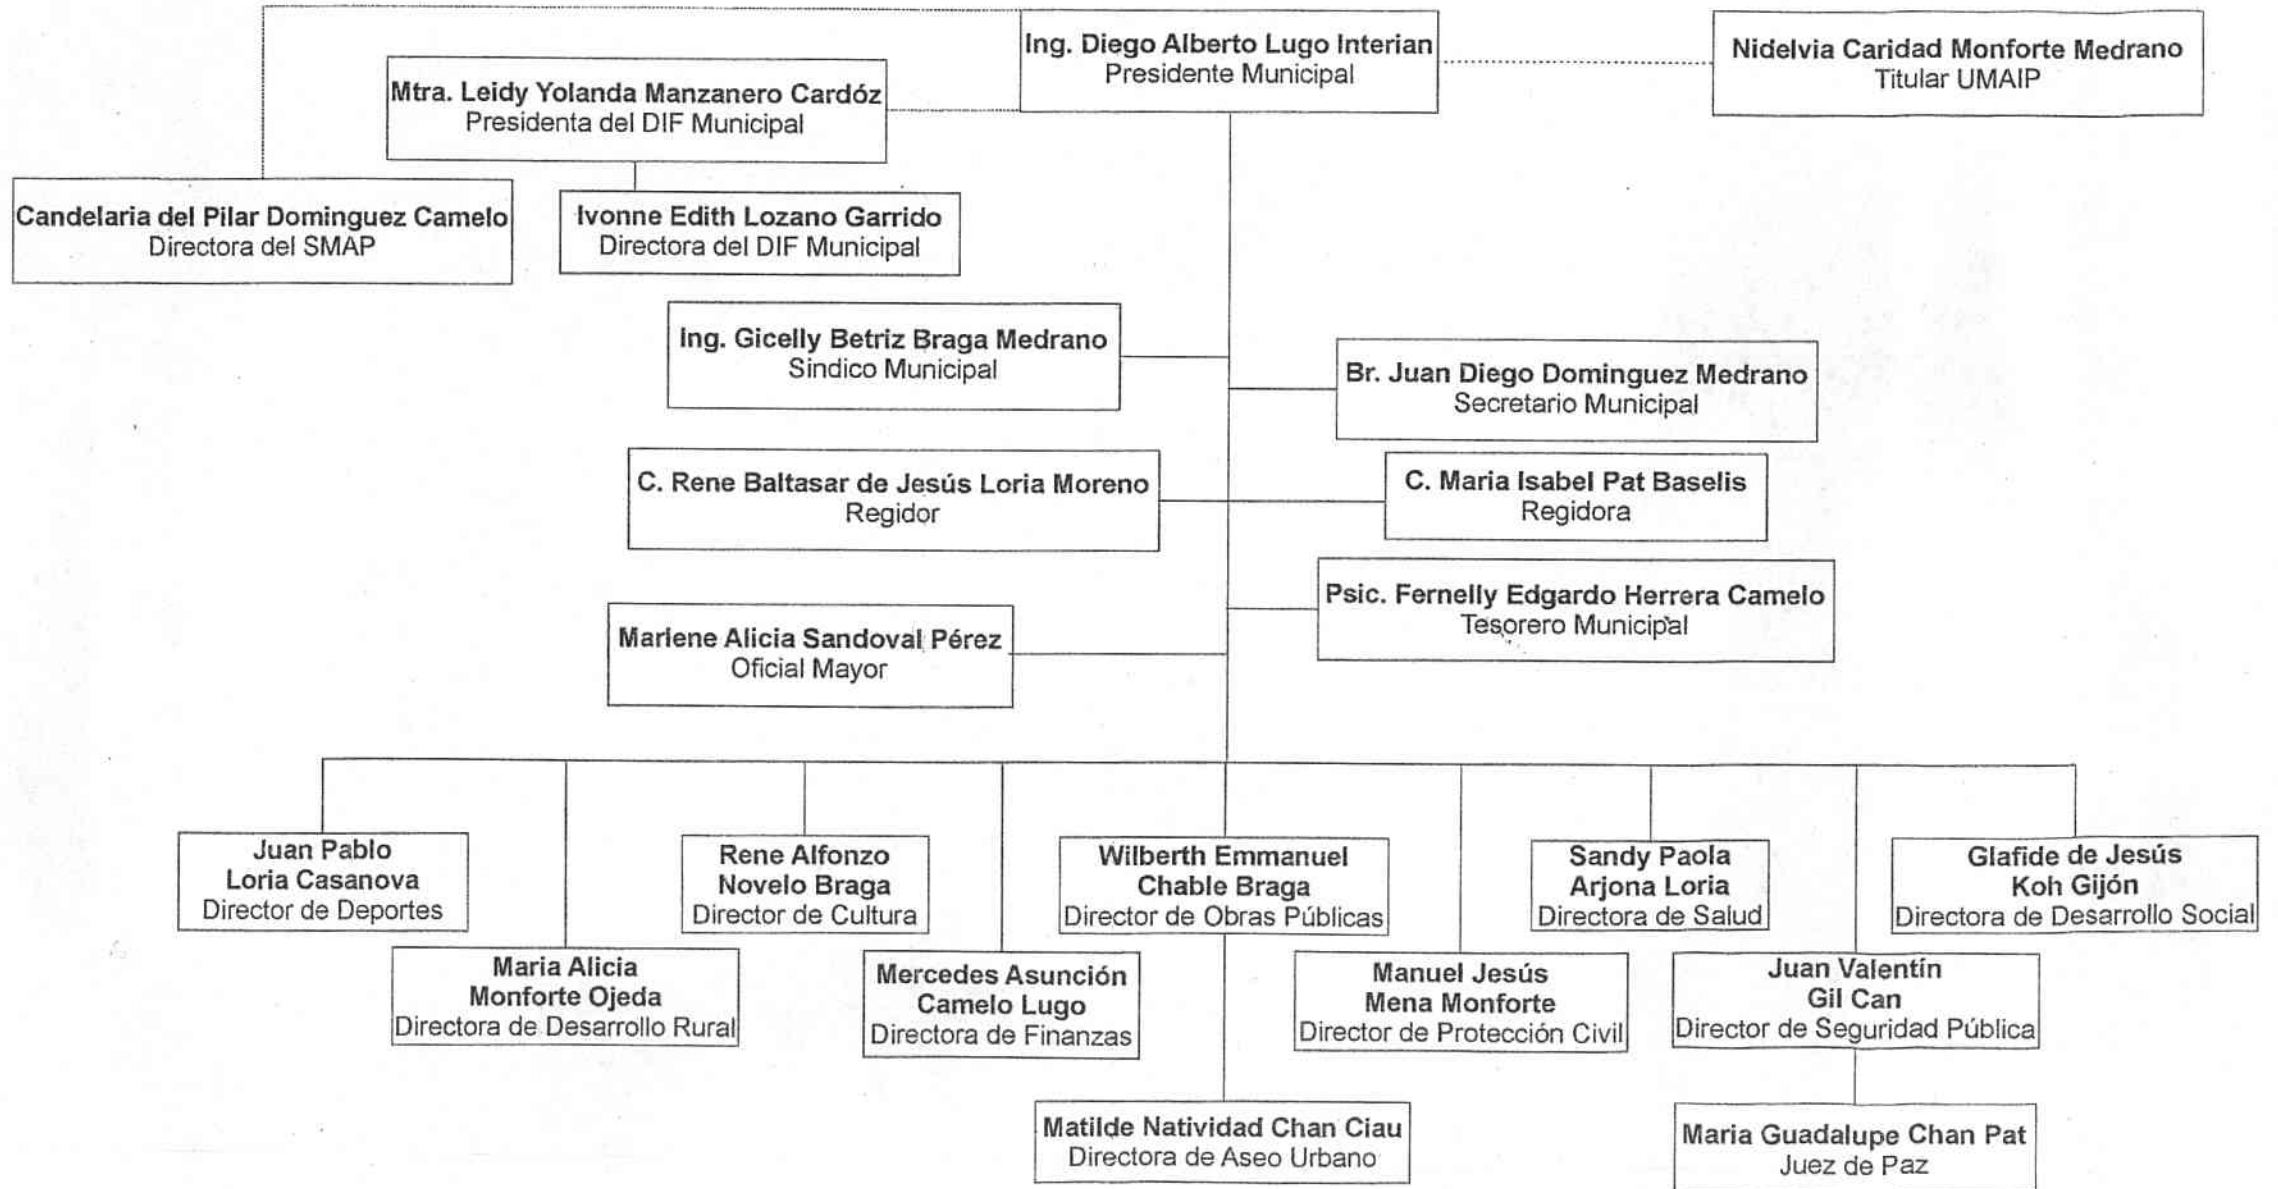 Ing. Diego Alberto Lugo Interian
Presidente Municipal
Nidelvia Caridad Monforte Medrano
Titular UMAIP
Mtra. Leidy Yolanda Manzanero Cardóz
Presidenta del DIF Municipal
Candelaria del Pilar Dominguez Camelo
Directora del SMAP
Ivonne Edith Lozano Garrido
Directora del DIF Municipal
Ing. Gicelly Betriz Braga Medrano
Sindico Municipal
Br. Juan Diego Dominguez Medrano
Secretario Municipal
C. Rene Baltasar de Jesús Loria Moreno
Regidor
C. Maria Isabel Pat Baselis
Regidora
Psic. Fernelly Edgardo Herrera Camelo
Tesorero Municipal
Marlene Alicia Sandoval Pérez
Oficial Mayor
Juan Pablo
Loria Casanova
Director de Deportes
Rene Alfonzo
Novelo Braga
Director de Cultura
Wilberth Emmanuel
Chable Braga
Director de Obras Públicas
Sandy Paola
Arjona Loria
Directora de Salud
Glafide de Jesús
Koh Gijón
Directora de Desarrollo Social
Maria Alicia
Monforte Ojeda
Directora de Desarrollo Rural
Mercedes Asunción
Camelo Lugo
Directora de Finanzas
Manuel Jesús
Mena Monforte
Director de Protección Civil
Juan Valentín
Gil Can
Director de Seguridad Pública
Matilde Natividad Chan Ciau
Directora de Aseo Urbano
Maria Guadalupe Chan Pat
Juez de Paz